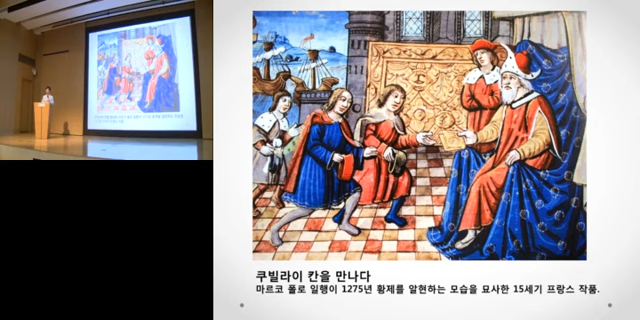 쿠빌라이 칸을 만나다
마르코 폴로 일행이 1275년 황제를 알현하는 모습을 묘사한 15세기 프랑스 작품.